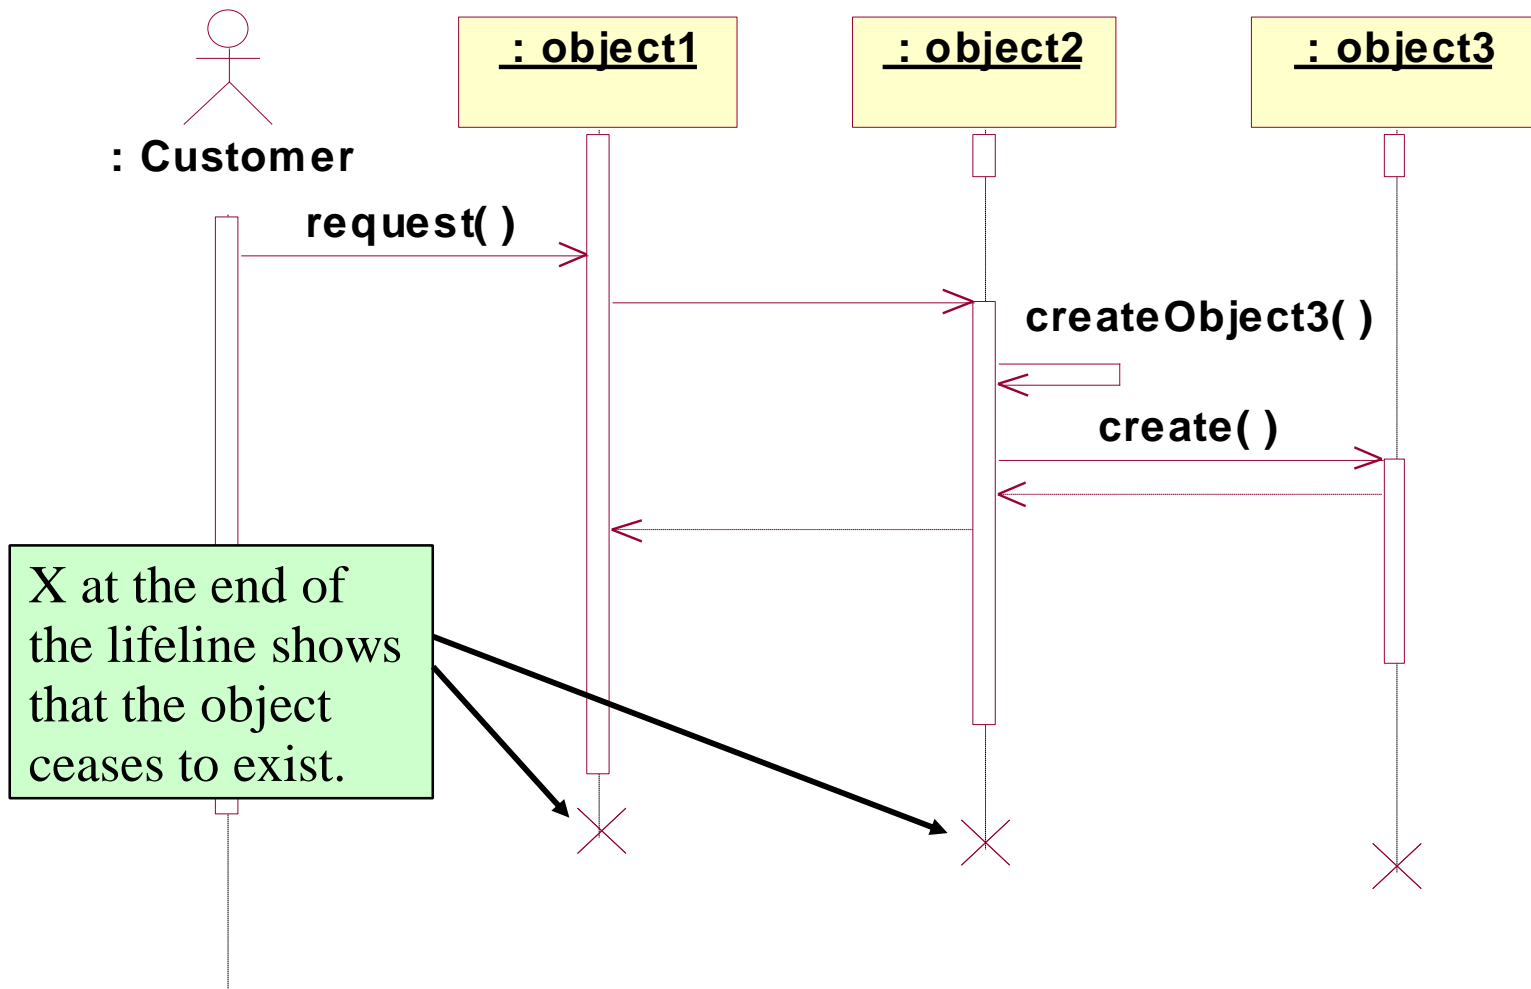 : object1
: object2
: object3
: Customer
request( )
createObject3( )
create( )
X at the end of
the lifeline shows
that the object
ceases to exist.